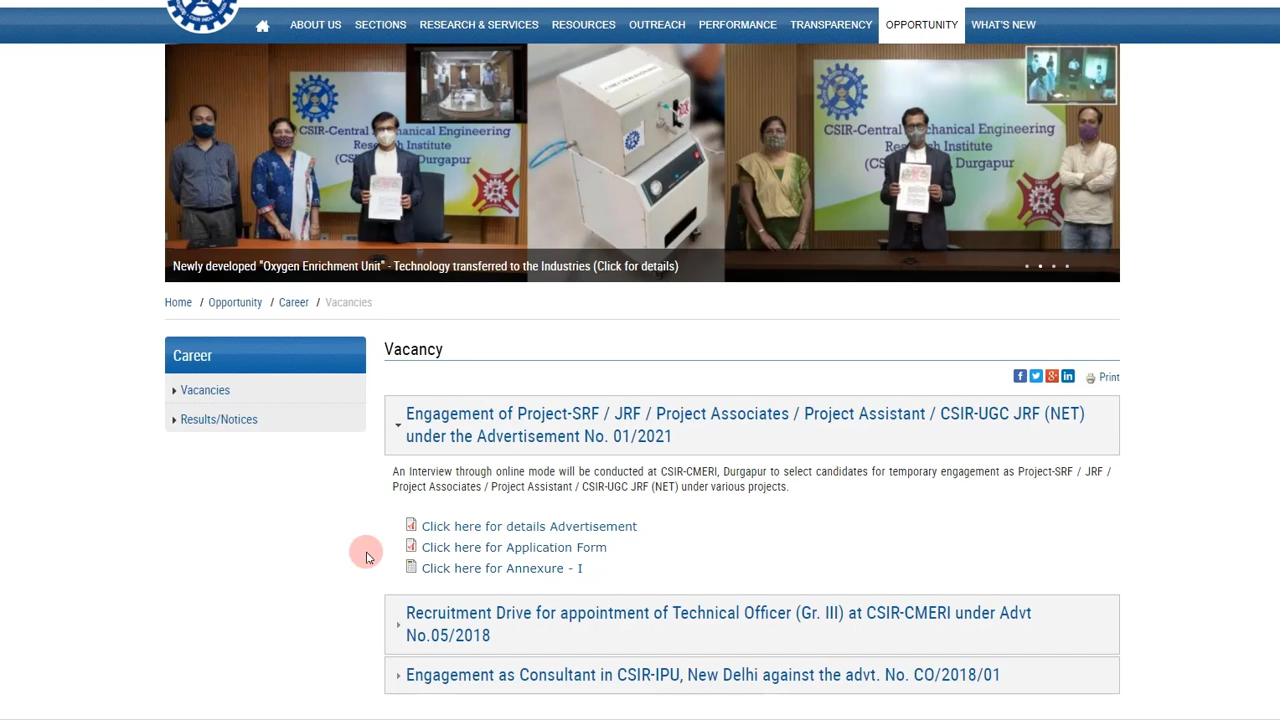 ABOUT US SECTIONS RESEARCH & SERVICES RESOURCES OUTREACH PERFORMANCE TRANSPARENCY OPPORTUNITY WHAT'S NEW
CSIR-Central Mechanical Engineering
Research Institute
Durgapur
CSIR-Central Mechanical Engineering
Research Institute
Durgapur
Newly developed "Oxygen Enrichment Unit" - Technology transferred to the Industries (Click for details)
Home / Opportunity / Career / Vacancies
Career
Vacancies
Results/Notices
Vacancy
Print
Engagement of Project-SRF / JRF / Project Associates / Project Assistant / CSIR-UGC JRF (NET)
under the Advertisement No. 01/2021
An Interview through online mode will be conducted at CSIR-CMERI, Durgapur to select candidates for temporary engagement as Project-SRF / JRF /
Project Associates / Project Assistant / CSIR-UGC JRF (NET) under various projects.
Click here for details Advertisement
Click here for Application Form
Click here for Annexure - I
Recruitment Drive for appointment of Technical Officer (Gr. III) at CSIR-CMERI under Advt
No.05/2018
Engagement as Consultant in CSIR-IPU, New Delhi against the advt. No. CO/2018/01